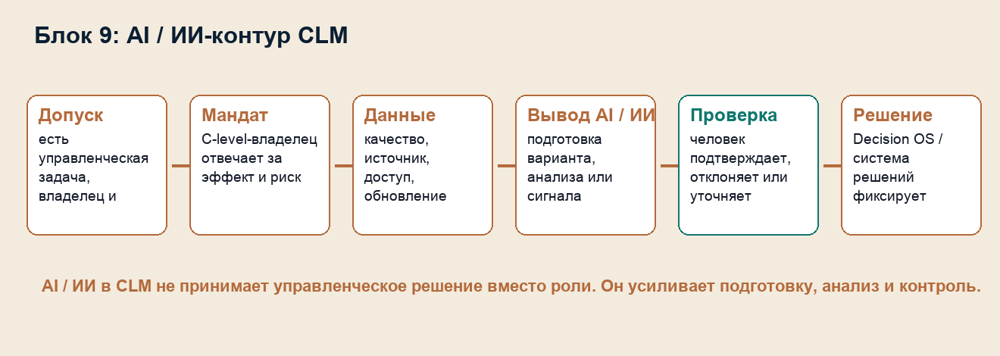 Блок 9: AI / ИИ-контур CLM
Допуск
есть
управленческая
задача,
владелец и
Мандат
C-level-владелец
отвечает за
эффект и риск
Данные
качество,
источник,
доступ,
обновление
Вывод AI / ИИ
подготовка
варианта,
анализа или
сигнала
Проверка
человек
подтверждает,
отклоняет или
уточняет
Решение
Decision OS /
система
решений
фиксирует
AI / ИИ в CLM не принимает управленческое решение вместо роли. Он усиливает подготовку, анализ и контроль.